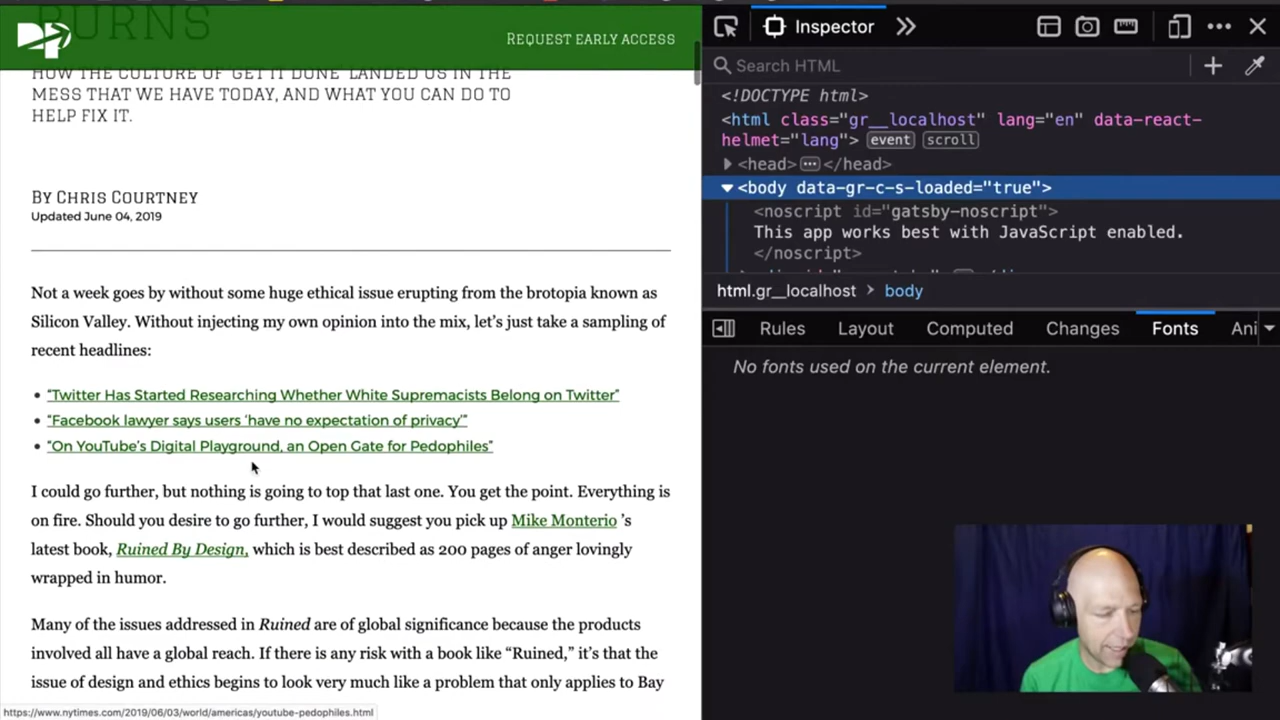 BURNS
REQUEST EARLY ACCESS
HOW THE CULTURE OF 'GET IT DONE' LANDED US IN THE
MESS THAT WE HAVE TODAY, AND WHAT YOU CAN DO TO
HELP FIX IT.
BY CHRIS COURTNEY
Updated June 04, 2019
Not a week goes by without some huge ethical issue erupting from the brotopia known as
Silicon Valley. Without injecting my own opinion into the mix, let’s just take a sampling of
recent headlines:
• “Twitter Has Started Researching Whether White Supremacists Belong on Twitter”
• “Facebook lawyer says users ‘have no expectation of privacy’”
• “On YouTube’s Digital Playground, an Open Gate for Pedophiles”
I could go further, but nothing is going to top that last one. You get the point. Everything is
on fire. Should you desire to go further, I would suggest you pick up Mike Monterio ’s
latest book, Ruined By Design, which is best described as 200 pages of anger lovingly
wrapped in humor.
Many of the issues addressed in Ruined are of global significance because the products
involved all have a global reach. If there is any risk with a book like “Ruined,” it’s that the
issue of design and ethics begins to look very much like a problem that only applies to Bay
https://www.nytimes.com/2019/06/03/world/americas/youtube-pedophiles.html
Inspector
Search HTML
<!DOCTYPE html>
<html class="gr__localhost" lang="en" data-react-
helmet="lang"> event scroll
<head> ••• </head>
<body data-gr-c-s-loaded="true">
<noscript id="gatsby-noscript">
This app works best with JavaScript enabled.
</noscript>
html.gr__localhost > body
Rules Layout Computed Changes Fonts Ani
No fonts used on the current element.